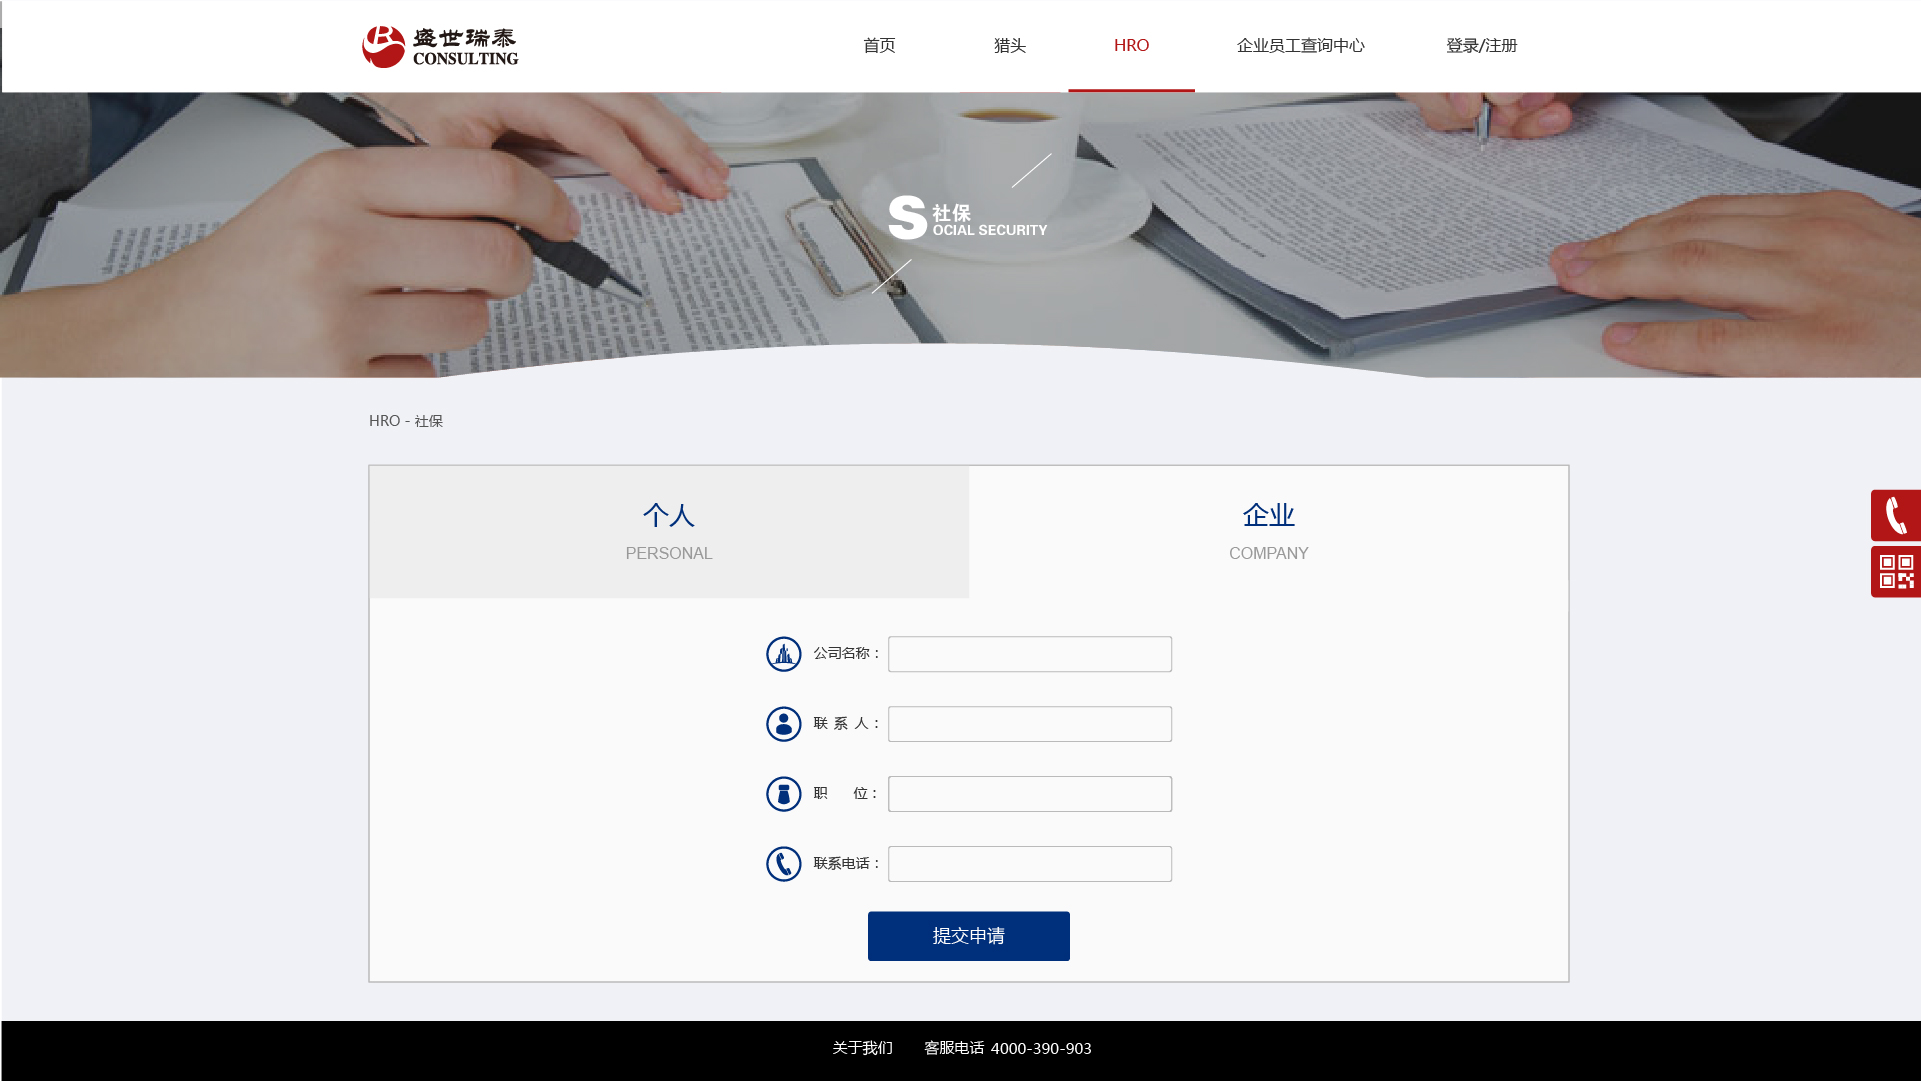 盛世瑞泰
CONSULTING
首页 猎头 HRO 企业员工查询中心 登录/注册
社保
SOCIAL SECURITY
HRO - 社保
个人 企业
PERSONAL COMPANY
公司名称：
联系人：
职 位：
联系电话：
提交申请
关于我们 客服电话 4000-390-903